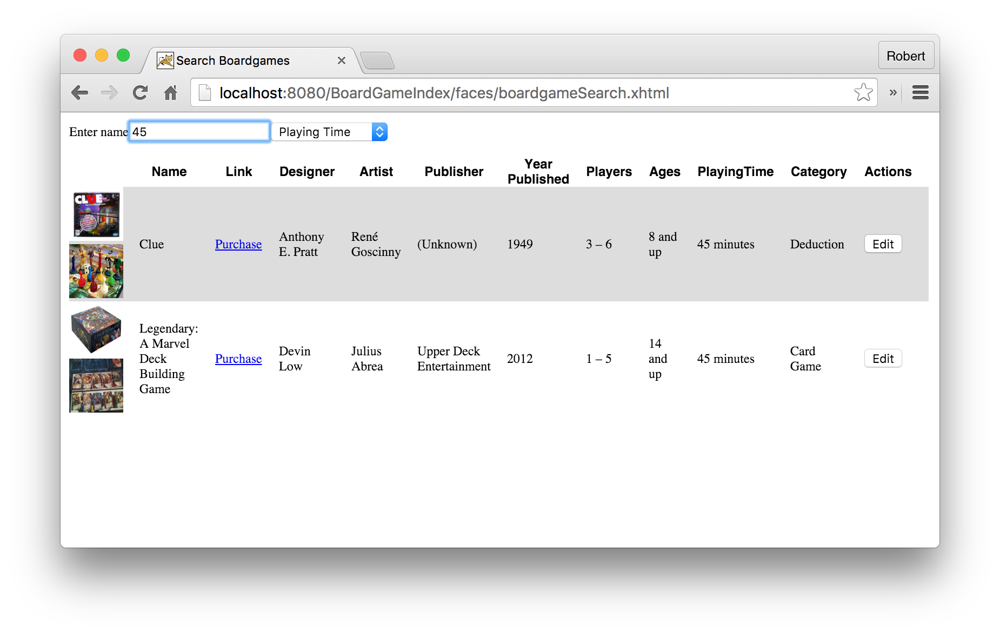 Search Boardgames
Robert
localhost:8080/BoardGameIndex/faces/boardgameSearch.xhtml
»
Enter name 45 Playing Time
Name Link Designer Artist Publisher Year Published Players Ages PlayingTime Category Actions
CLUE
Clue Purchase Anthony E. Pratt René Goscinny (Unknown) 1949 3 – 6 8 and up 45 minutes Deduction Edit
LEGENDARY
Legendary: A Marvel Deck Building Game Purchase Devin Low Julius Abrea Upper Deck Entertainment 2012 1 – 5 14 and up 45 minutes Card Game Edit